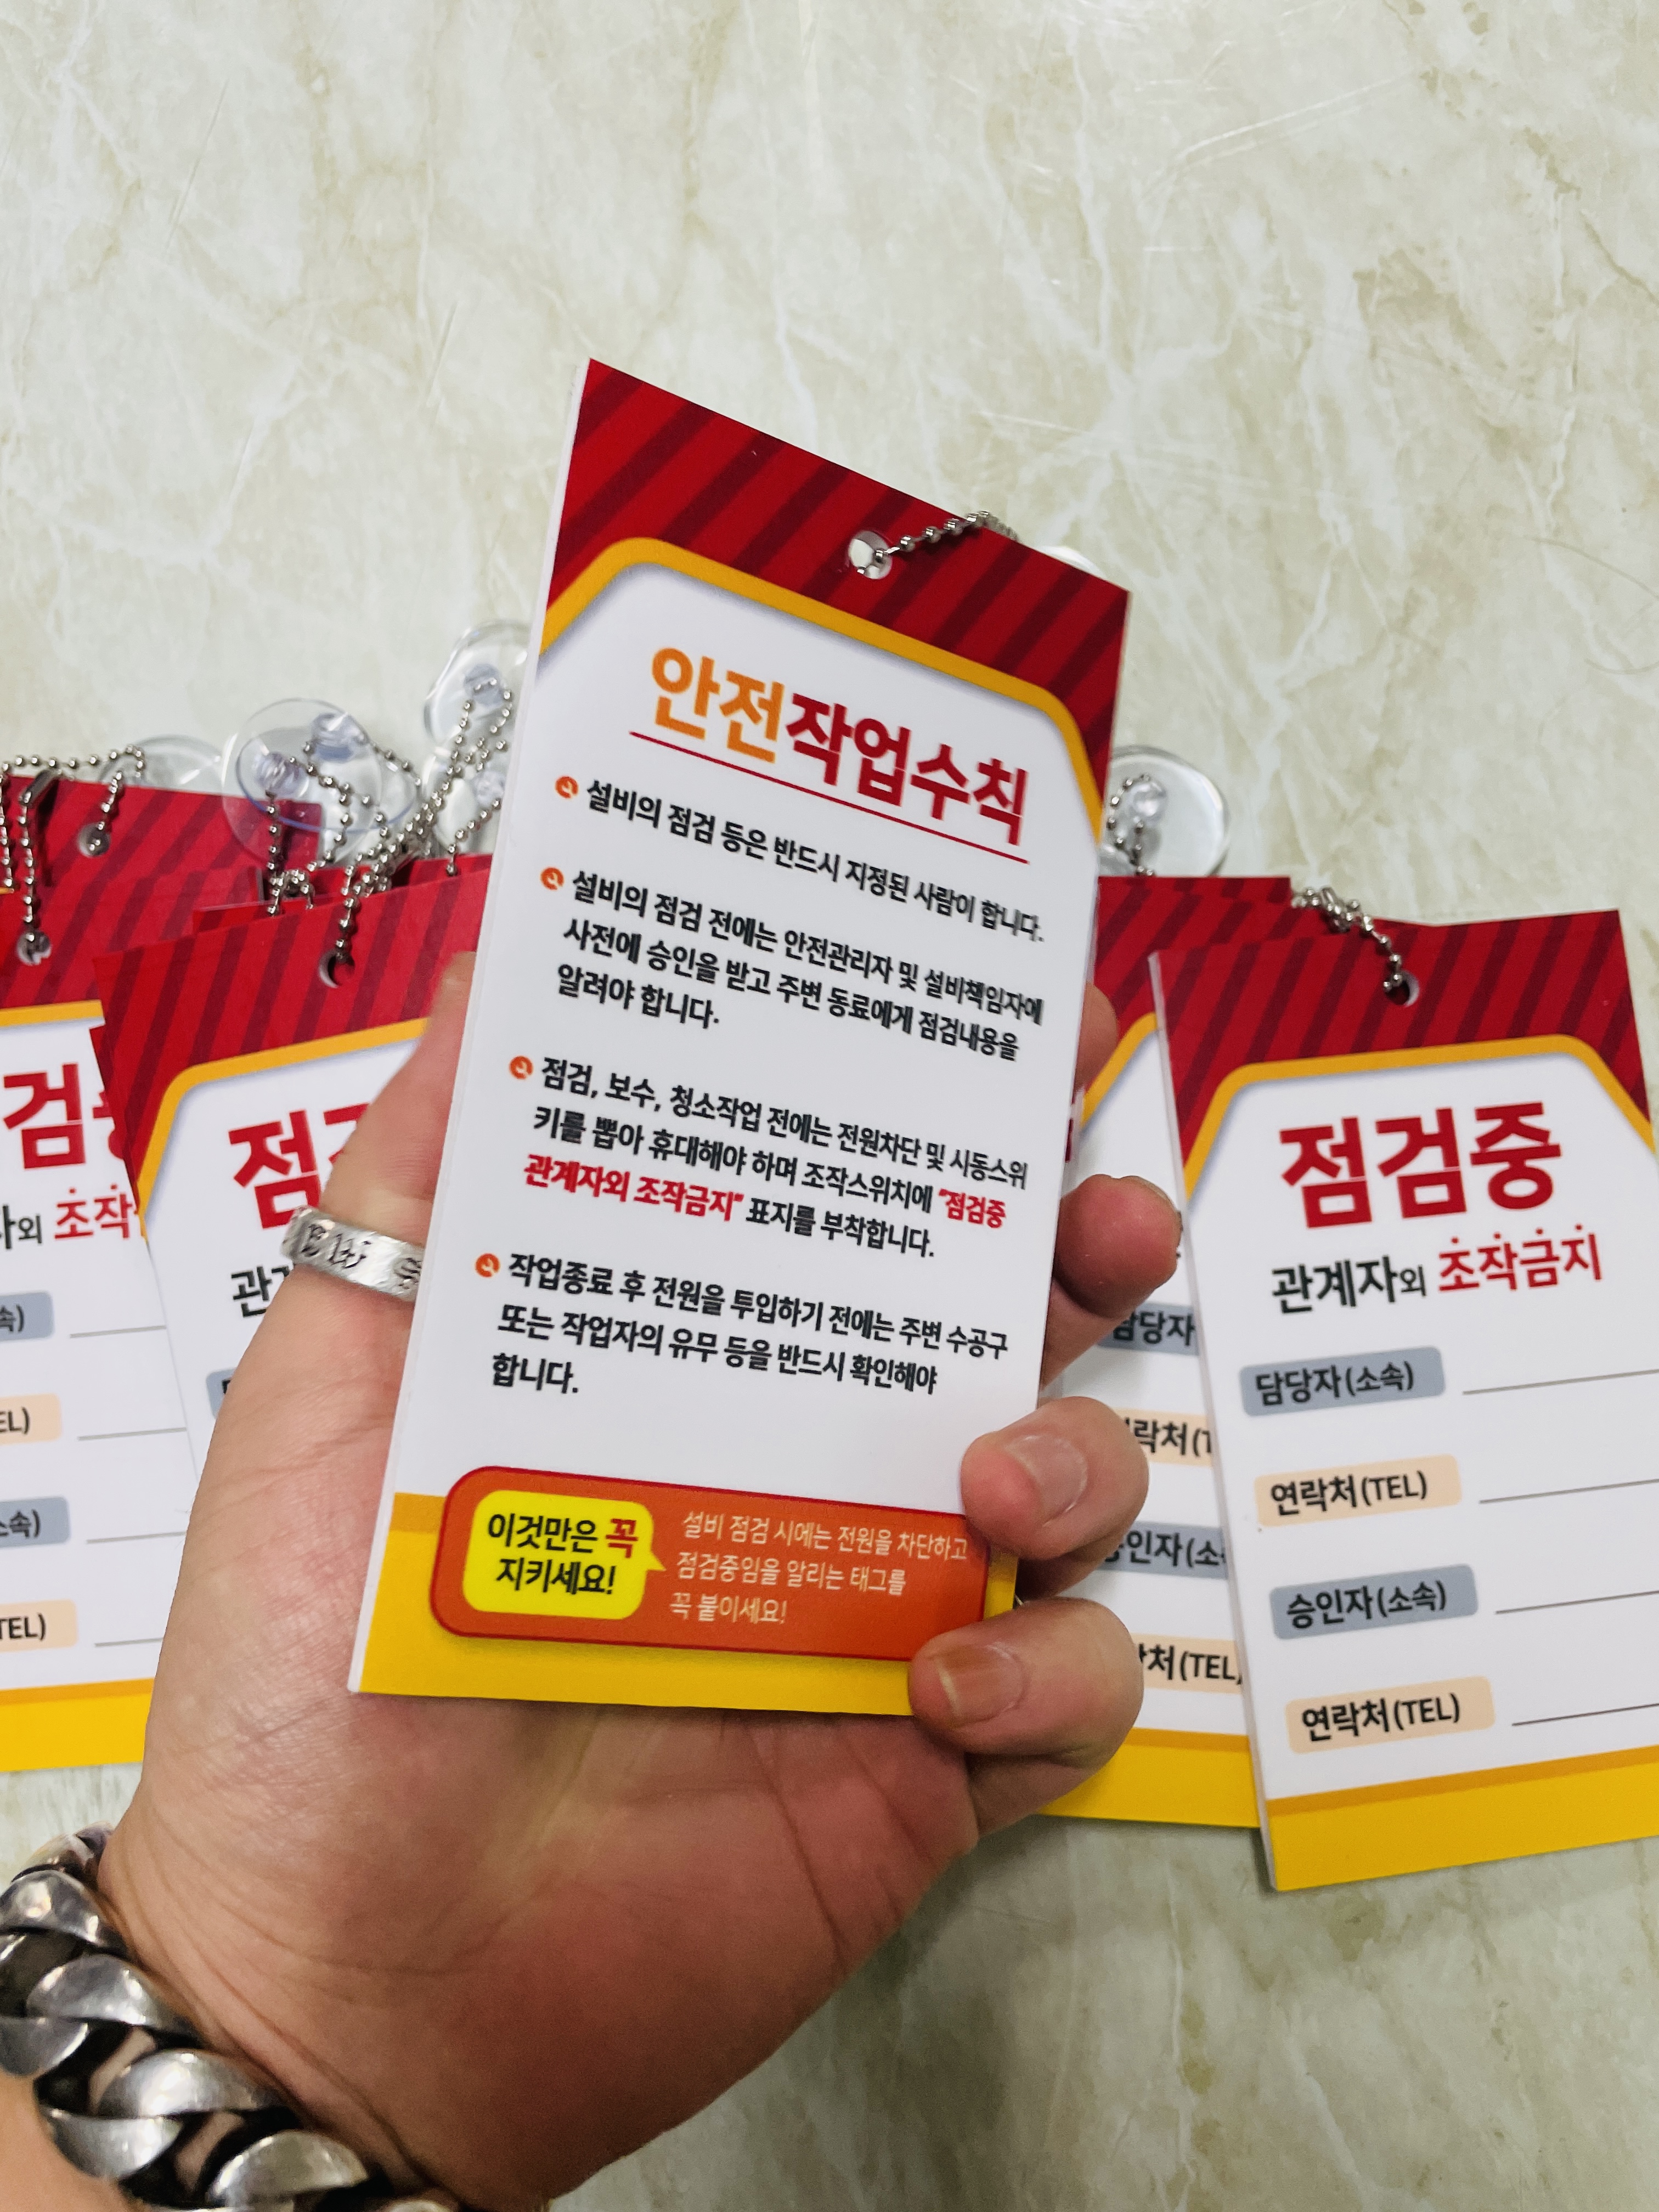 안전작업수칙
설비의 점검 등은 반드시 지정된 사람이 합니다.
설비의 점검 전에는 안전관리자 및 설비책임자에
사전에 승인을 받고 주변 동료에게 점검내용을
알려야 합니다.
점검, 보수, 청소작업 전에는 전원차단 및 시동스위
키를 뽑아 휴대해야 하며 조작스위치에 "점검중
관계자외 조작금지" 표지를 부착합니다.
작업종료 후 전원을 투입하기 전에는 주변 수공구
또는 작업자의 유무 등을 반드시 확인해야
합니다.
이것만은 꼭
지키세요!
설비 점검 시에는 전원을 차단하고
점검중임을 알리는 태그를
꼭 붙이세요!
점검중
관계자외 조작금지
담당자(소속)
연락처(TEL)
승인자(소속)
연락처(TEL)